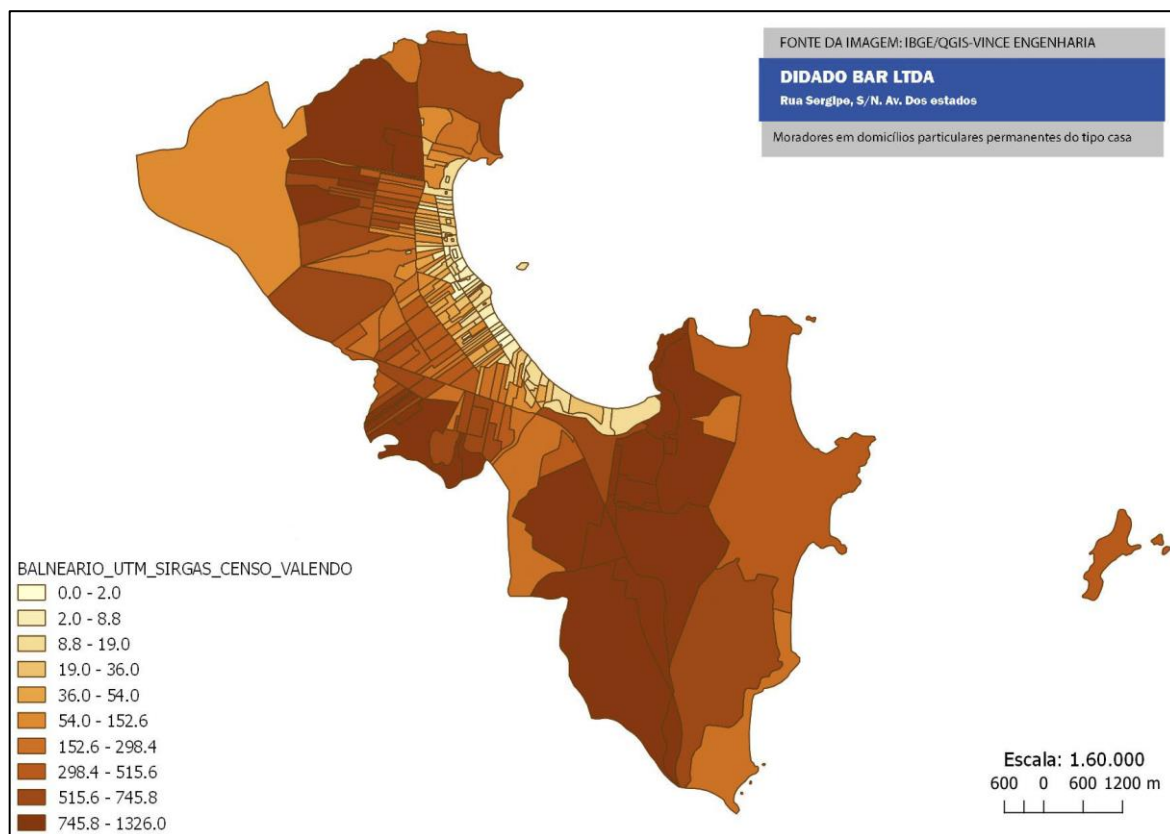 FONTE DA IMAGEM: IBGE/QGIS-VINCE ENGENHARIA
DIDADO BAR LTDA
Rua Sergipe, S/N. Av. Dos estados
Moradores em domicílios particulares permanentes do tipo casa
BALNEARIO_UTM_SIRGAS_CENSO_VALENDO
0.0 - 2.0
2.0 - 8.8
8.8 - 19.0
19.0 - 36.0
36.0 - 54.0
54.0 - 152.6
152.6 - 298.4
298.4 - 515.6
515.6 - 745.8
745.8 - 1326.0
Escala: 1.60.000
600 0 600 1200 m